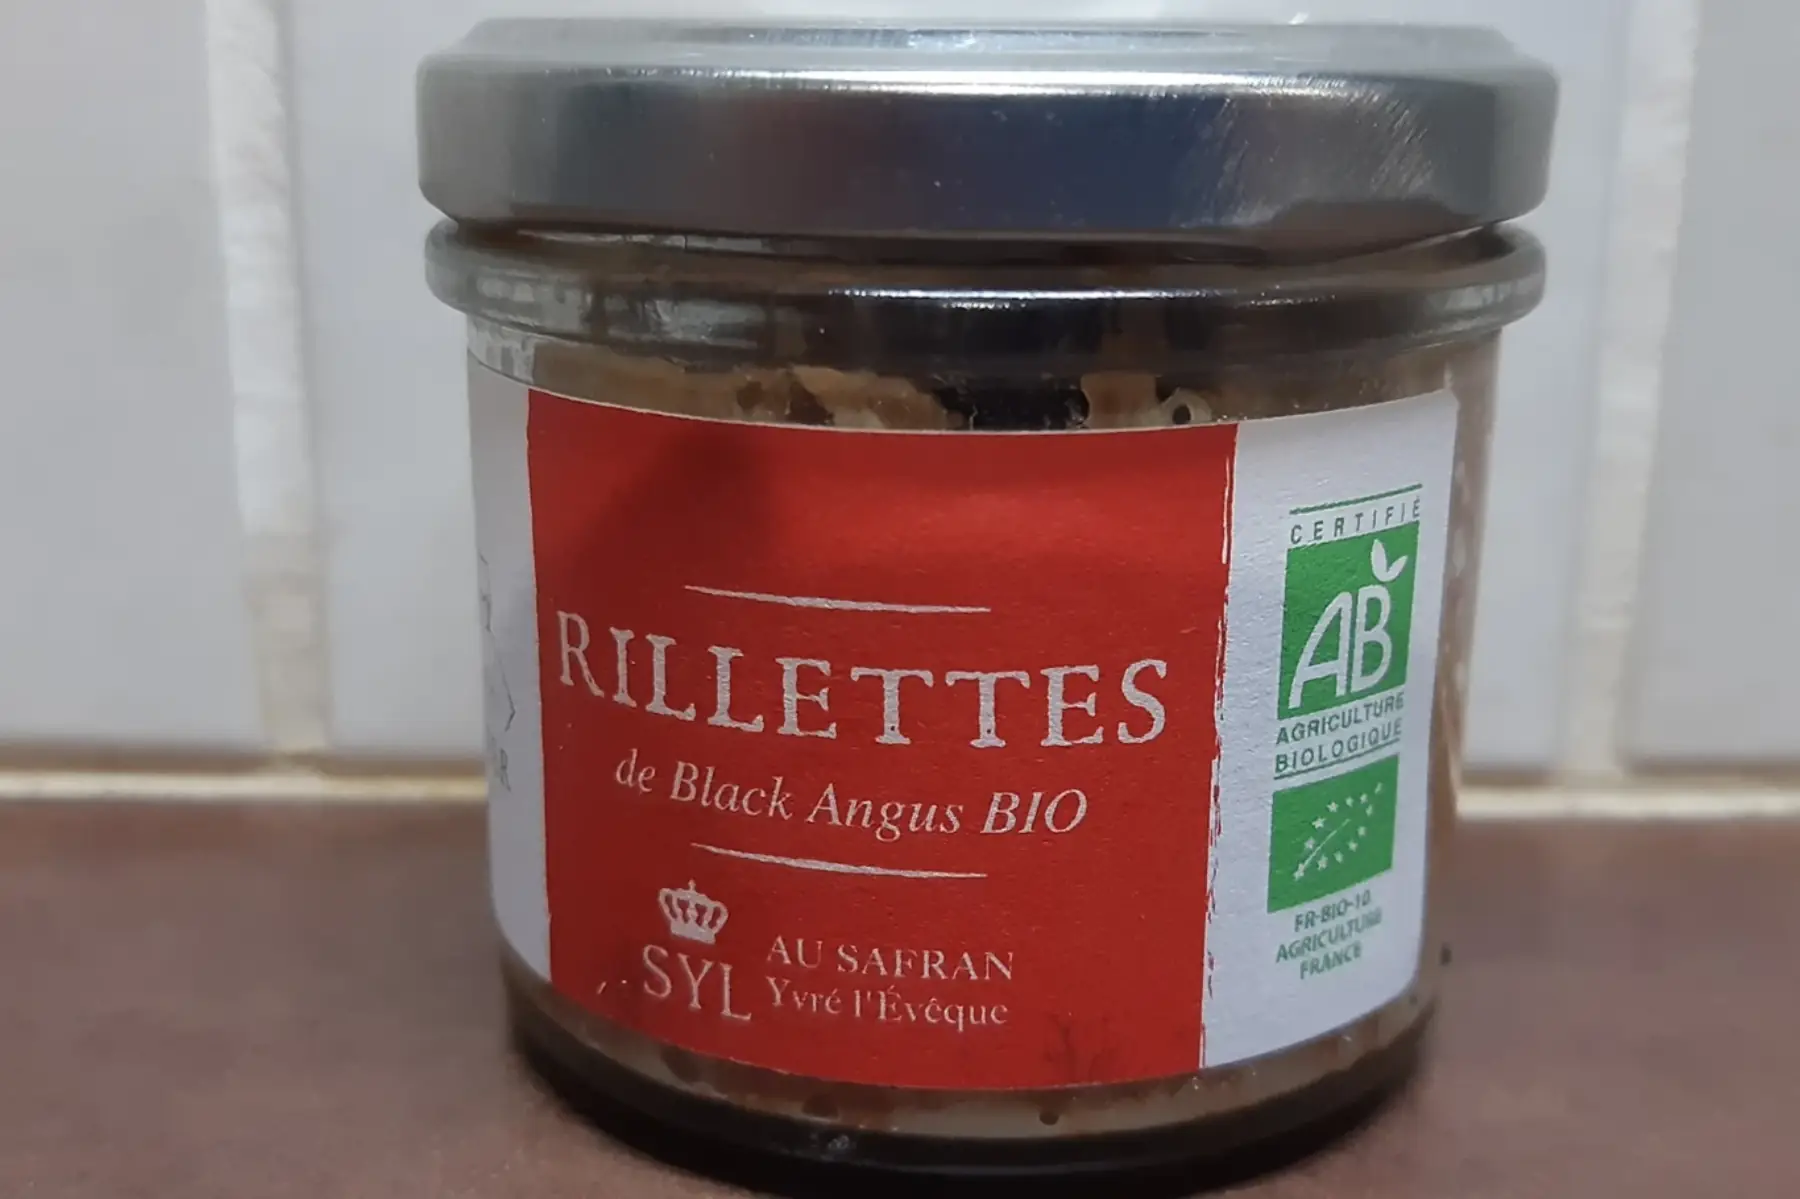 RILLETTES
de Black Angus BIO
SYL
AU SAFRAN
Yvré l'Évêque
CERTIFIÉ
AB
AGRICULTURE
BIOLOGIQUE
FR-BIO-10
AGRICULTURE
FRANCE